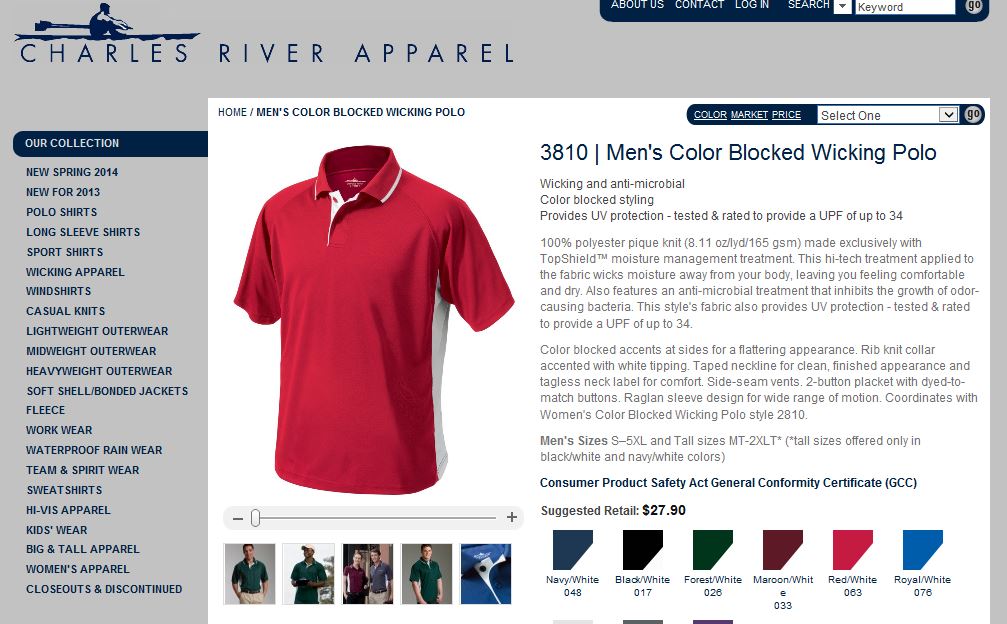 ABOUT US CONTACT LOG IN SEARCH Keyword go
CHARLES RIVER APPAREL
HOME / MEN'S COLOR BLOCKED WICKING POLO
COLOR MARKET PRICE Select One go
OUR COLLECTION
NEW SPRING 2014
NEW FOR 2013
POLO SHIRTS
LONG SLEEVE SHIRTS
SPORT SHIRTS
WICKING APPAREL
WINDSHIRTS
CASUAL KNITS
LIGHTWEIGHT OUTERWEAR
MIDWEIGHT OUTERWEAR
HEAVYWEIGHT OUTERWEAR
SOFT SHELL/BONDED JACKETS
FLEECE
WORK WEAR
WATERPROOF RAIN WEAR
TEAM & SPIRIT WEAR
SWEATSHIRTS
HI-VIS APPAREL
KIDS' WEAR
BIG & TALL APPAREL
WOMEN'S APPAREL
CLOSEOUTS & DISCONTINUED
3810 | Men's Color Blocked Wicking Polo
Wicking and anti-microbial
Color blocked styling
Provides UV protection - tested & rated to provide a UPF of up to 34
100% polyester pique knit (8.11 oz/lyd/165 gsm) made exclusively with
TopShield™ moisture management treatment. This hi-tech treatment applied to
the fabric wicks moisture away from your body, leaving you feeling comfortable
and dry. Also features an anti-microbial treatment that inhibits the growth of odor-
causing bacteria. This style's fabric also provides UV protection - tested & rated
to provide a UPF of up to 34.
Color blocked accents at sides for a flattering appearance. Rib knit collar
accented with white tipping. Taped neckline for clean, finished appearance and
tagless neck label for comfort. Side-seam vents. 2-button placket with dyed-to-
match buttons. Raglan sleeve design for wide range of motion. Coordinates with
Women's Color Blocked Wicking Polo style 2810.
Men's Sizes S–5XL and Tall sizes MT-2XLT* (*tall sizes offered only in
black/white and navy/white colors)
Consumer Product Safety Act General Conformity Certificate (GCC)
Suggested Retail: $27.90
Navy/White
048
Black/White
017
Forest/White
026
Maroon/Whit
e
033
Red/White
063
Royal/White
076